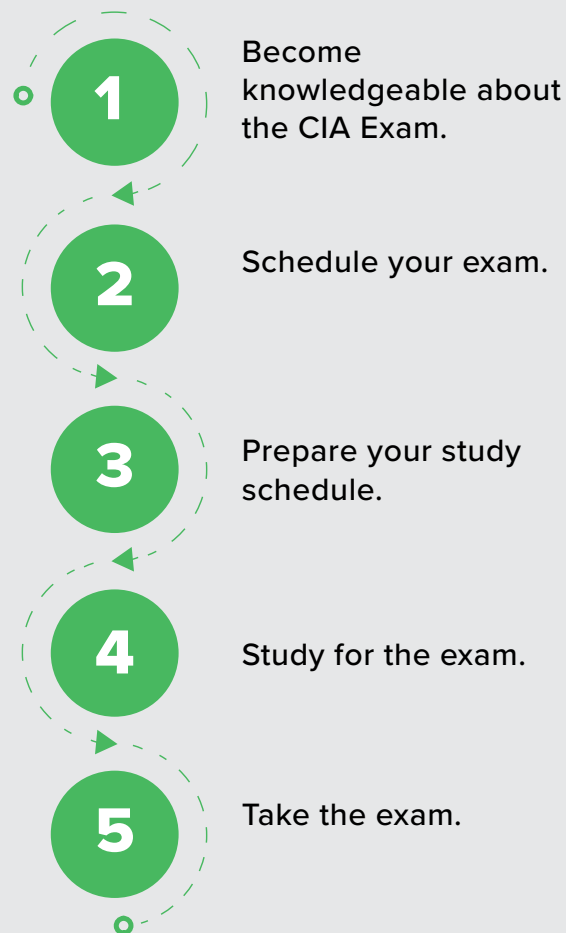 1
Become
knowledgeable about
the CIA Exam.
2
Schedule your exam.
3
Prepare your study
schedule.
4
Study for the exam.
5
Take the exam.